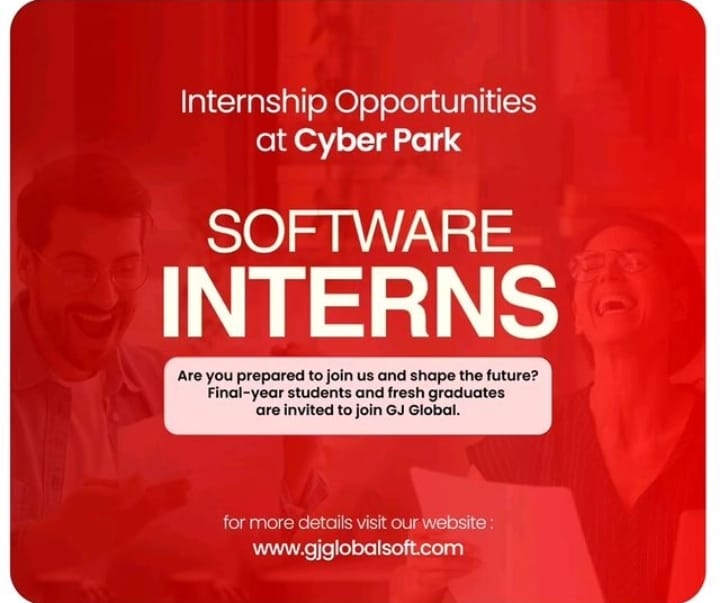 Internship Opportunities
at Cyber Park
SOFTWARE
INTERNS
Are you prepared to join us and shape the future?
Final-year students and fresh graduates
are invited to join GJ Global.
for more details visit our website :
www.gjglobalsoft.com